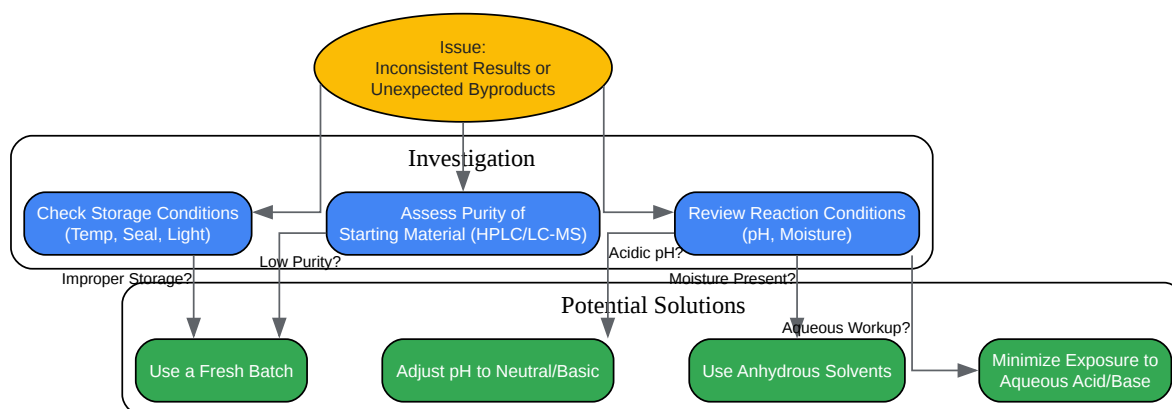 Issue:
Inconsistent Results or
Unexpected Byproducts
Investigation
Check Storage Conditions
(Temp, Seal, Light)
Assess Purity of
Starting Material (HPLC/LC-MS)
Review Reaction Conditions
(pH, Moisture)
Improper Storage?
Low Purity?
Acidic pH?
Moisture Present?
Aqueous Workup?
Potential Solutions
Use a Fresh Batch
Adjust pH to Neutral/Basic
Use Anhydrous Solvents
Minimize Exposure to
Aqueous Acid/Base